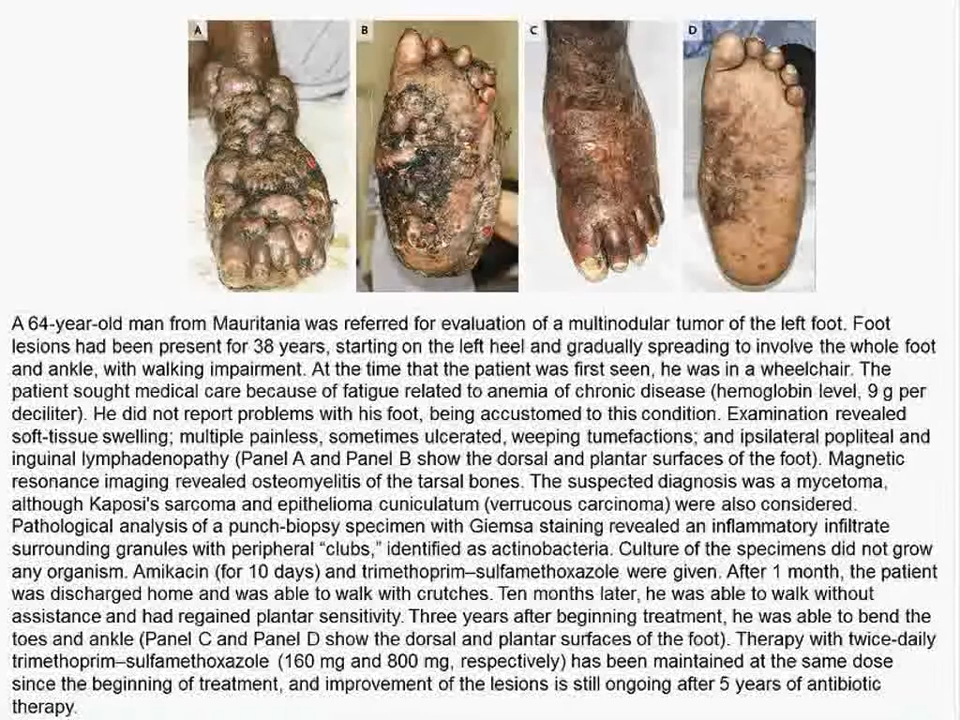 A B C D
A 64-year-old man from Mauritania was referred for evaluation of a multinodular tumor of the left foot. Foot
lesions had been present for 38 years, starting on the left heel and gradually spreading to involve the whole foot
and ankle, with walking impairment. At the time that the patient was first seen, he was in a wheelchair. The
patient sought medical care because of fatigue related to anemia of chronic disease (hemoglobin level, 9 g per
deciliter). He did not report problems with his foot, being accustomed to this condition. Examination revealed
soft-tissue swelling; multiple painless, sometimes ulcerated, weeping tumefactions; and ipsilateral popliteal and
inguinal lymphadenopathy (Panel A and Panel B show the dorsal and plantar surfaces of the foot). Magnetic
resonance imaging revealed osteomyelitis of the tarsal bones. The suspected diagnosis was a mycetoma,
although Kaposi's sarcoma and epithelioma cuniculatum (verrucous carcinoma) were also considered.
Pathological analysis of a punch-biopsy specimen with Giemsa staining revealed an inflammatory infiltrate
surrounding granules with peripheral “clubs,” identified as actinobacteria. Culture of the specimens did not grow
any organism. Amikacin (for 10 days) and trimethoprim–sulfamethoxazole were given. After 1 month, the patient
was discharged home and was able to walk with crutches. Ten months later, he was able to walk without
assistance and had regained plantar sensitivity. Three years after beginning treatment, he was able to bend the
toes and ankle (Panel C and Panel D show the dorsal and plantar surfaces of the foot). Therapy with twice-daily
trimethoprim–sulfamethoxazole (160 mg and 800 mg, respectively) has been maintained at the same dose
since the beginning of treatment, and improvement of the lesions is still ongoing after 5 years of antibiotic
therapy.